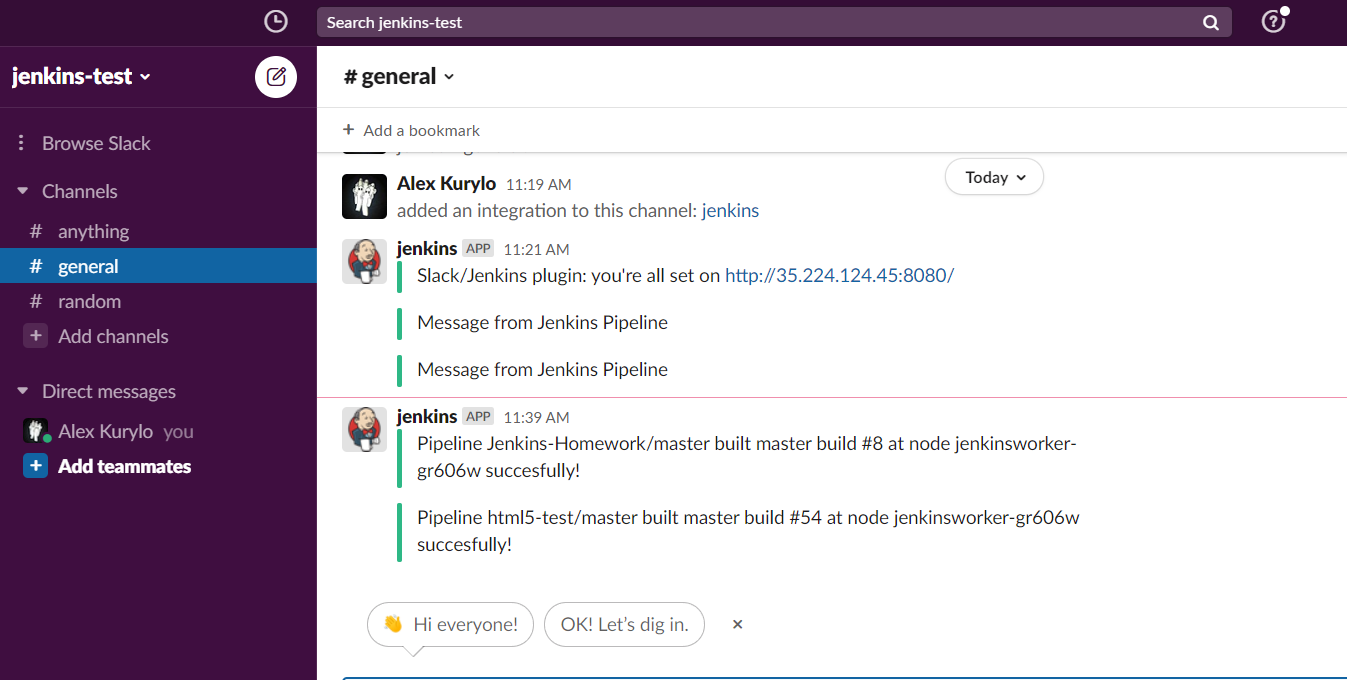 Search jenkins-test
jenkins-test
Browse Slack
Channels
# anything
# general
# random
+ Add channels
Direct messages
Alex Kurylo you
+ Add teammates
# general
+ Add a bookmark
Today
Alex Kurylo 11:19 AM
added an integration to this channel: jenkins
jenkins APP 11:21 AM
Slack/Jenkins plugin: you're all set on http://35.224.124.45:8080/
Message from Jenkins Pipeline
Message from Jenkins Pipeline
jenkins APP 11:39 AM
Pipeline Jenkins-Homework/master built master build #8 at node jenkinsworker-
gr606w succesfully!
Pipeline html5-test/master built master build #54 at node jenkinsworker-gr606w
succesfully!
👋 Hi everyone!
OK! Let’s dig in.